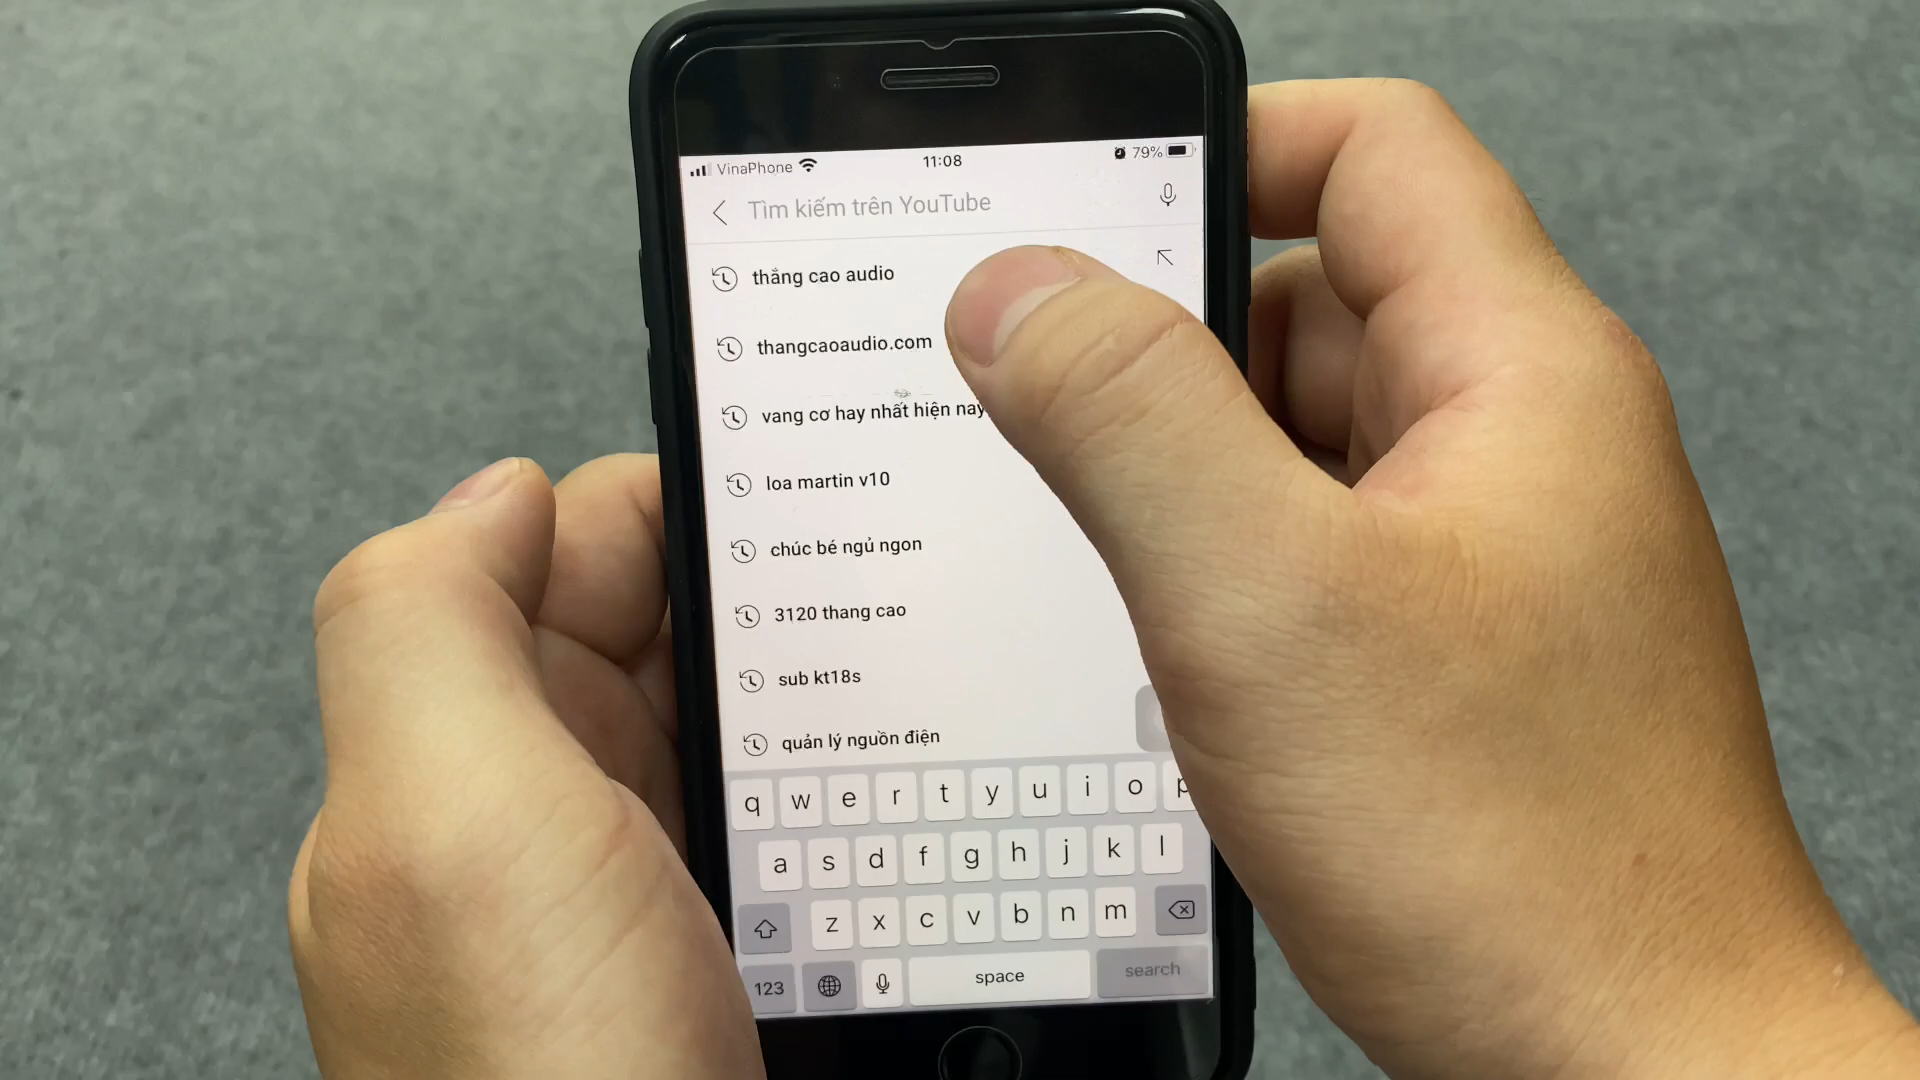 VinaPhone 11:08 79%
Tìm kiếm trên YouTube
thắng cao audio
thangcaoaudio.com
vang cơ hay nhất hiện nay
loa martin v10
chúc bé ngủ ngon
3120 thang cao
sub kt18s
quản lý nguồn điện
q w e r t y u i o p
a s d f g h j k l
z x c v b n m
123 space search